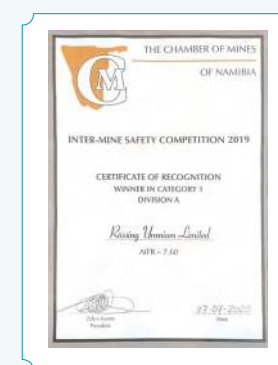 THE CHAMBER OF MINES
OF NAMIBIA
CM
INTER-MINE SAFETY COMPETITION 2019
CERTIFICATE OF RECOGNITION
WINNER IN CATEGORY 1
DIVISION A
Rössing Uranium Limited
AIFR – 7.60
President
Date